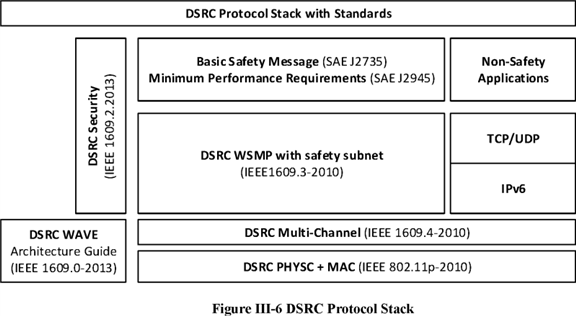 DSRC Protocol Stack with Standards
DSRC Security
(IEEE 1609.2.2013)
Basic Safety Message (SAE J2735)
Minimum Performance Requirements (SAE J2945)
Non-Safety
Applications
DSRC WSMP with safety subnet
(IEEE1609.3-2010)
TCP/UDP
IPv6
DSRC WAVE
Architecture Guide
(IEEE 1609.0-2013)
DSRC Multi-Channel (IEEE 1609.4-2010)
DSRC PHYSC + MAC (IEEE 802.11p-2010)
Figure III-6 DSRC Protocol Stack